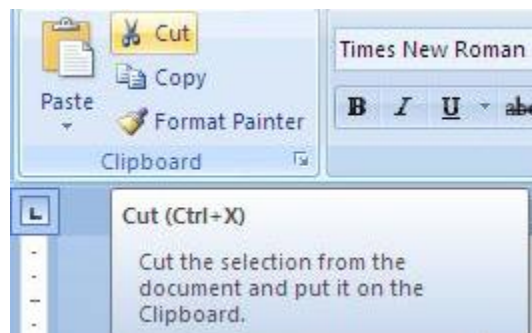 Cut
Times New Roman
Copy
Paste
B I U abc
Format Painter
Clipboard
L
Cut (Ctrl+X)
Cut the selection from the
document and put it on the
Clipboard.